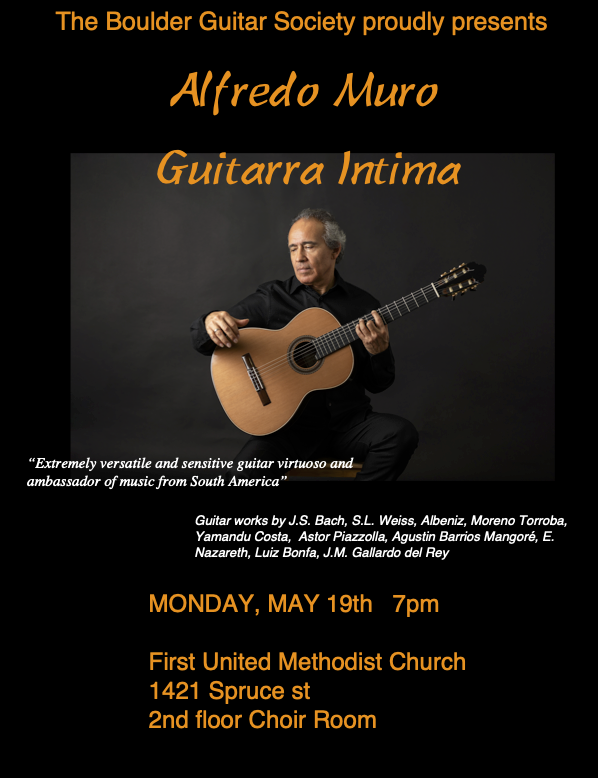 The Boulder Guitar Society proudly presents
Alfredo Muro
Guitarra Intima
“Extremely versatile and sensitive guitar virtuoso and
ambassador of music from South America”
Guitar works by J.S. Bach, S.L. Weiss, Albeniz, Moreno Torroba,
Yamandu Costa,  Astor Piazzolla, Agustin Barrios Mangoré, E.
Nazareth, Luiz Bonfa, J.M. Gallardo del Rey
MONDAY, MAY 19th   7pm
First United Methodist Church
1421 Spruce st
2nd floor Choir Room